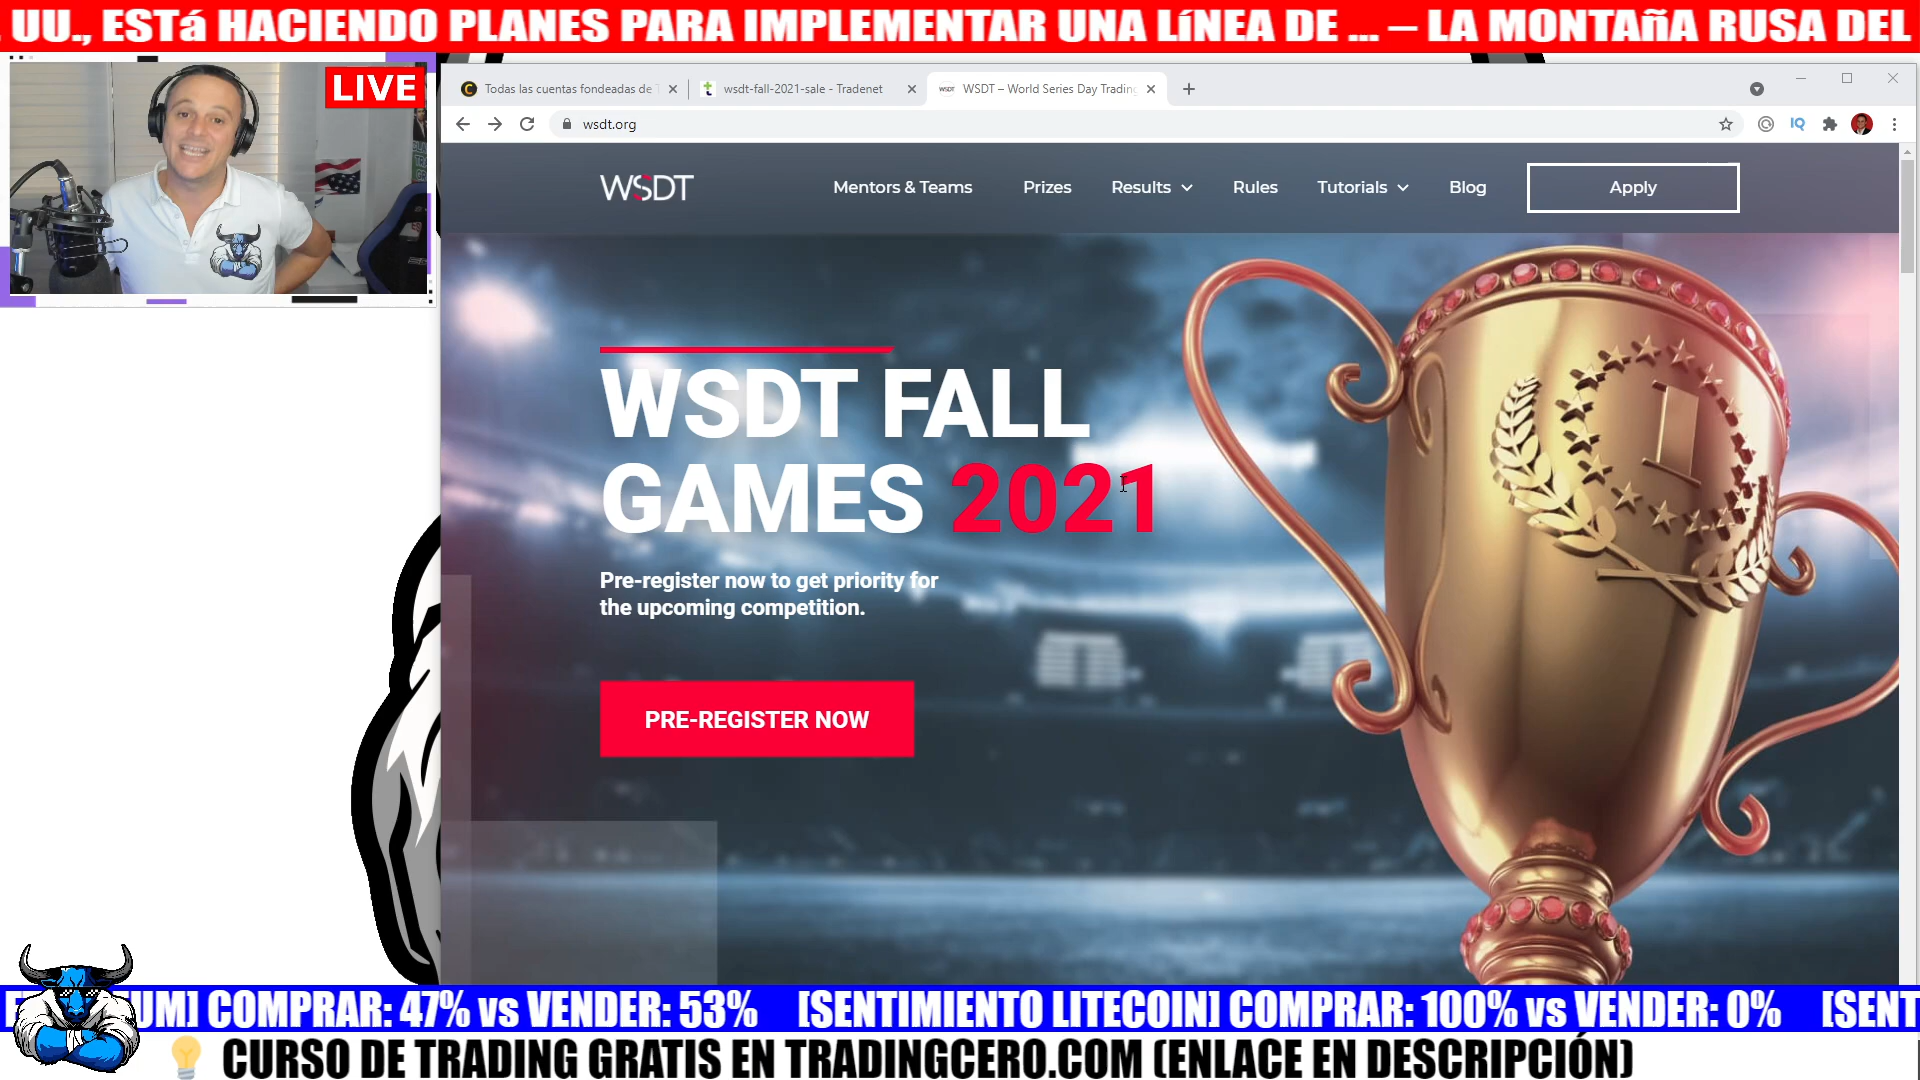 UU., ESTá HACIENDO PLANES PARA IMPLEMENTAR UNA LíNEA DE ... – LA MONTAñA RUSA DEL
LIVE
Todas las cuentas fondeadas de
wsdt-fall-2021-sale - Tradenet
WSDT – World Series Day Trading
wsdt.org
IQ
WSDT
Mentors & Teams
Prizes
Results
Rules
Tutorials
Blog
Apply
WSDT FALL
GAMES 2021
Pre-register now to get priority for
the upcoming competition.
PRE-REGISTER NOW
1
UM] COMPRAR: 47% vs VENDER: 53% [SENTIMIENTO LITECOIN] COMPRAR: 100% vs VENDER: 0% [SENT
CURSO DE TRADING GRATIS EN TRADINGCERO.COM (ENLACE EN DESCRIPCIÓN)